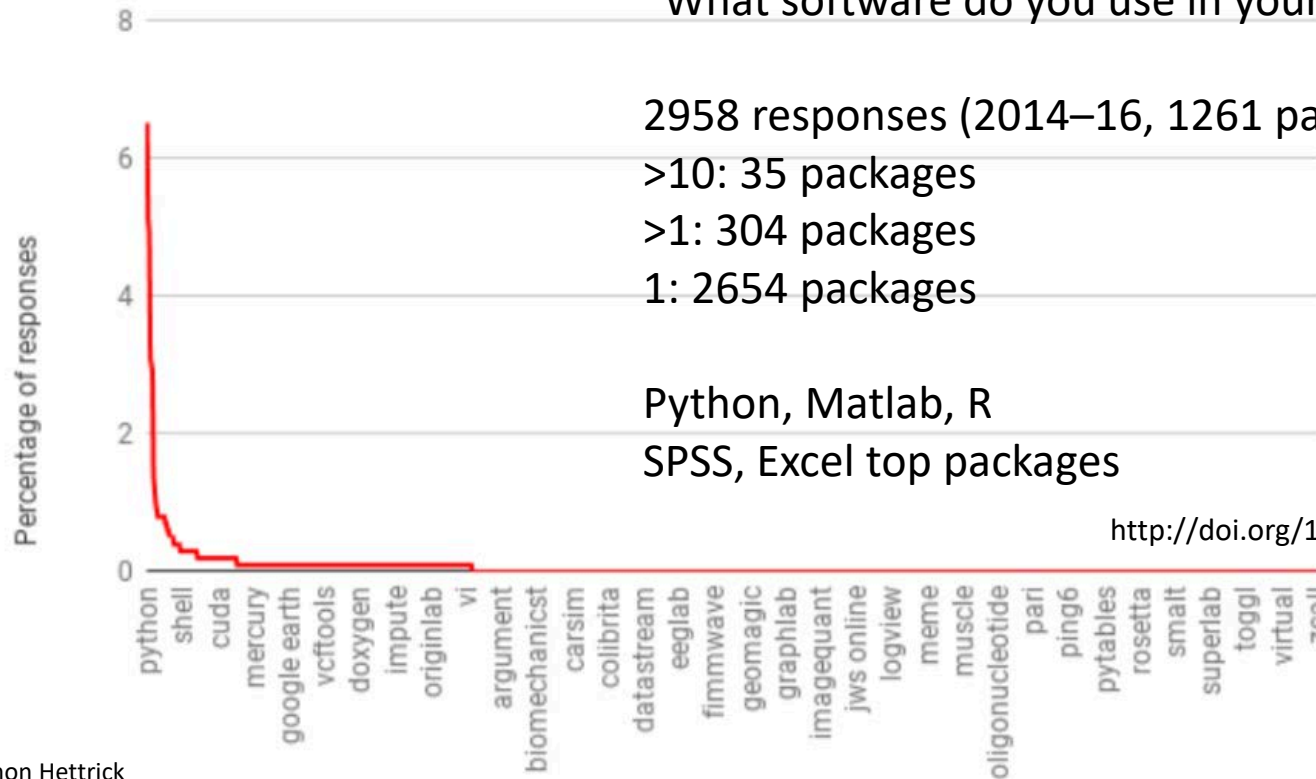 "What software do you use in your
8
2958 responses (2014–16, 1261 pa
6
>10: 35 packages
>1: 304 packages
4
1: 2654 packages
Python, Matlab, R
2
SPSS, Excel top packages
http://doi.org/1
0
Percentage of responses
python
shell
cuda
mercury
google earth
vcftools
doxygen
impute
originlab
vi
argument
biomechanicst
carsim
colibrita
datastream
eeglab
fimmwave
geomagic
graphlab
imagequant
jws online
logview
meme
muscle
oligonucleotide
pari
ping6
pytables
rosetta
smalt
superlab
toggl
virtual
non Hettrick